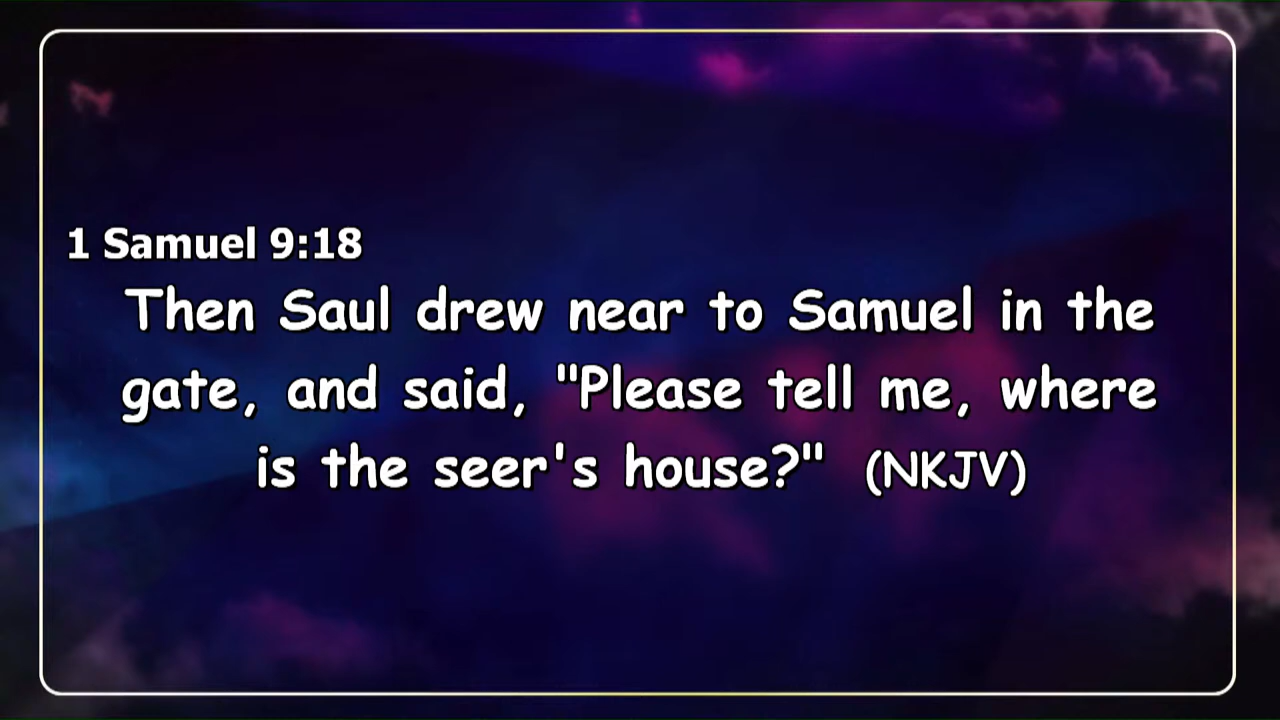 1 Samuel 9:18
Then Saul drew near to Samuel in the
gate, and said, "Please tell me, where
is the seer's house?" (NKJV)